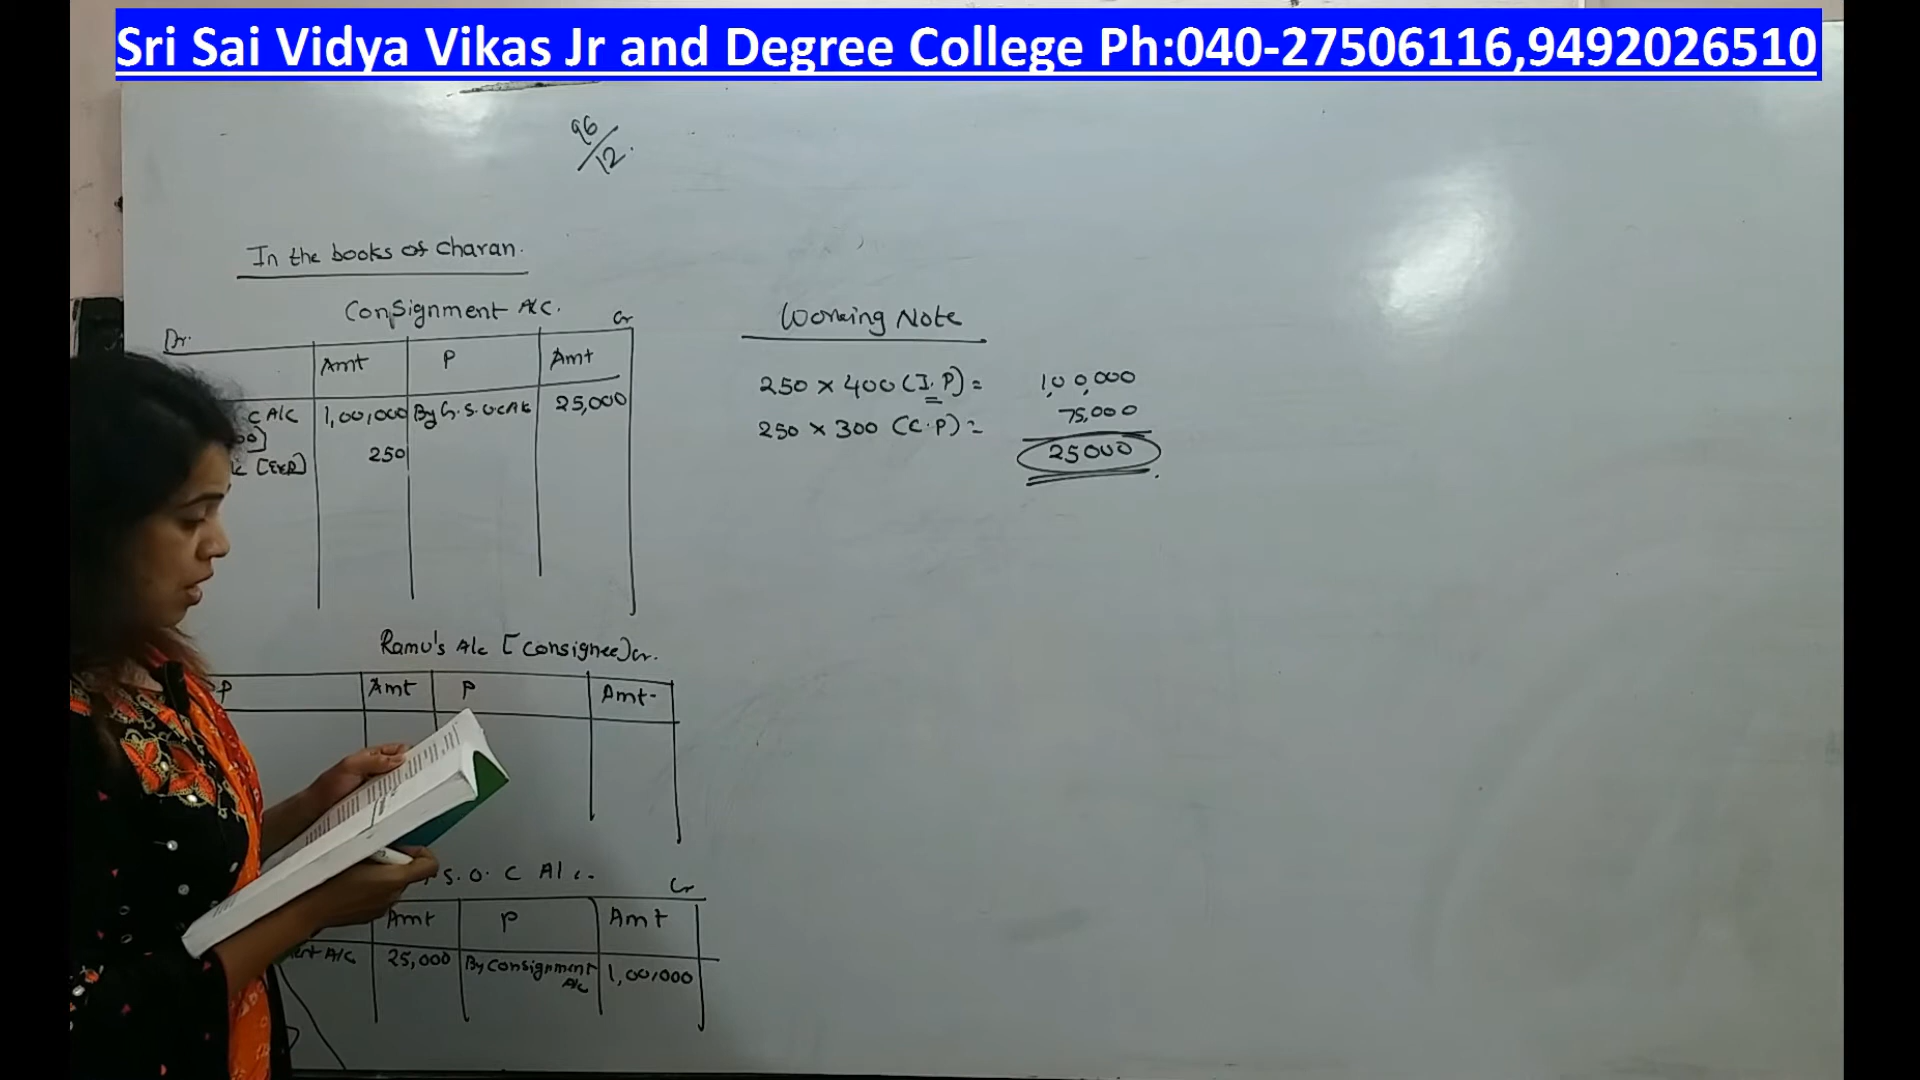 Sri Sai Vidya Vikas Jr and Degree College Ph:040-27506116,9492026510
96/12.
In the books of Charan.
Consignment A/C.
Dr. Cr
Amt P Amt
C A/C 1,00,000 By G.S.O.C A/c 25,000
00]
[Exp] 250
Working Note
250 × 400 (I.P) = 1,00,000
250 × 300 (C.P) = 75,000
25000
Ramu's A/c [Consignee] Cr.
P Amt P Amt-
S.O.C A/c.
Cr
Amt P Amt
ment A/c 25,000 By Consignment A/c 1,00,000